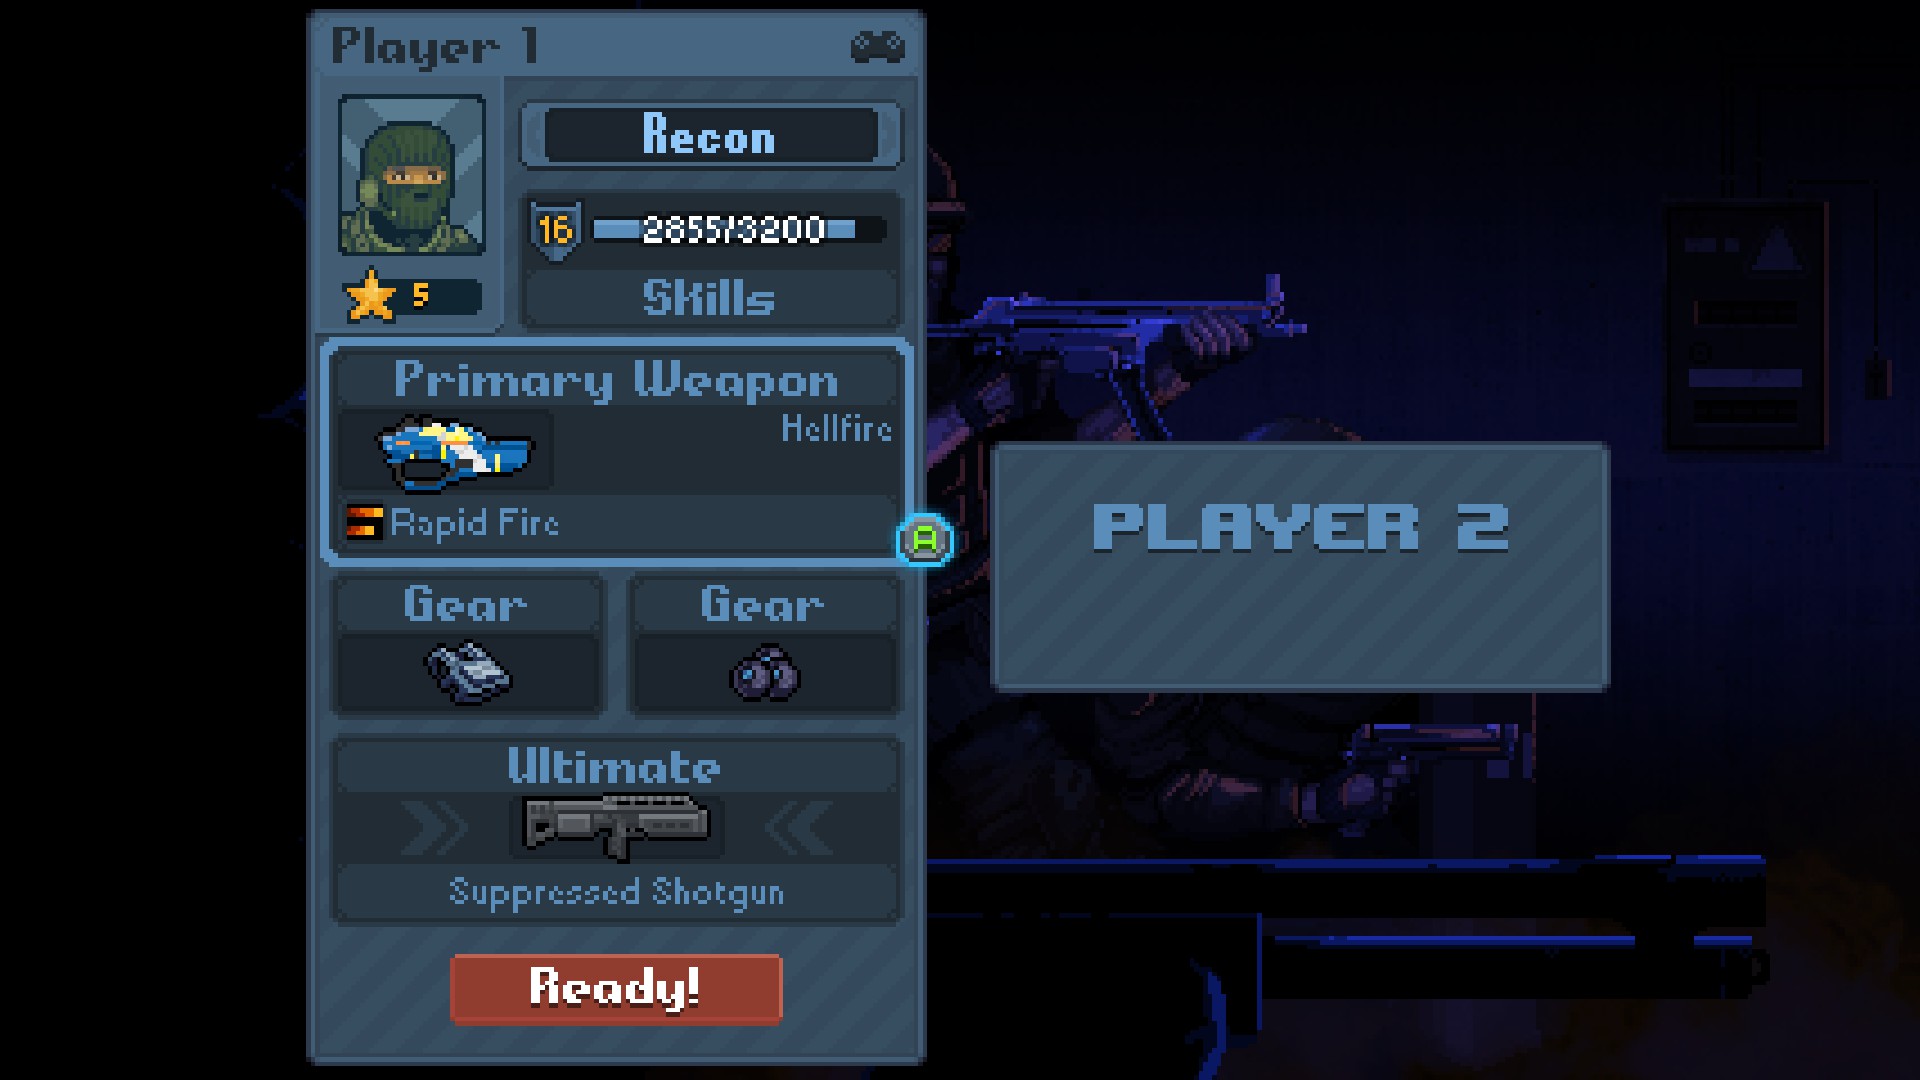 Player 1
Recon
16 2855/3200
5
Skills
Primary Weapon
Hellfire
Rapid Fire
A
Gear Gear
Ultimate
Suppressed Shotgun
Ready!
PLAYER 2